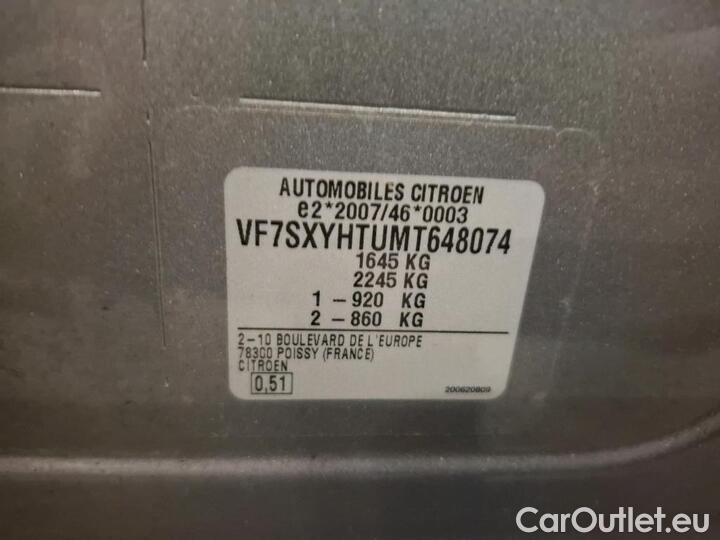 AUTOMOBILES CITROEN
e2*2007/46*0003
VF7SXYHTUMT648074
1645 KG
2245 KG
1 – 920 KG
2 – 860 KG
2–10 BOULEVARD DE L'EUROPE
78300 POISSY (FRANCE)
CITROEN
0,51
200620809
CarOutlet.eu